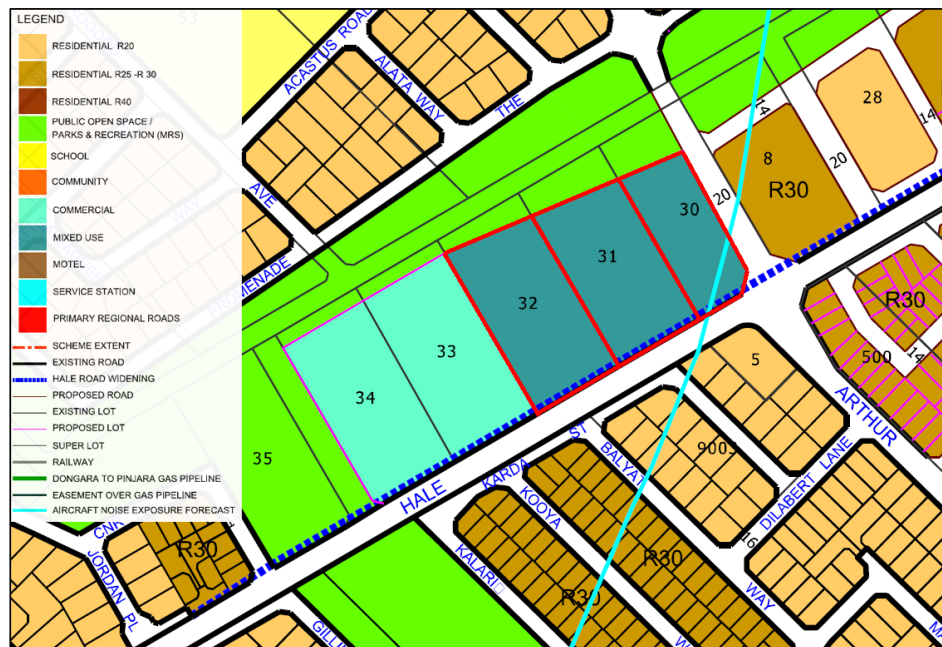 LEGEND
RESIDENTIAL R20
RESIDENTIAL R25 -R 30
RESIDENTIAL R40
PUBLIC OPEN SPACE /
PARKS & RECREATION (MRS)
SCHOOL
COMMUNITY
COMMERCIAL
MIXED USE
MOTEL
SERVICE STATION
PRIMARY REGIONAL ROADS
SCHEME EXTENT
EXISTING ROAD
HALE ROAD WIDENING
PROPOSED ROAD
EXISTING LOT
PROPOSED LOT
SUPER LOT
RAILWAY
DONGARA TO PINJARA GAS PIPELINE
EASEMENT OVER GAS PIPELINE
AIRCRAFT NOISE EXPOSURE FORECAST
53
ACASTUS ROAD
ALATA WAY
THE
AVE
PROMENADE
WAY
14
28
14
20
8
R30
20
30
31
32
33
34
35
R30
500
14
5
ARTHUR
9003
DILABERT LANE
HALE
KARDA ST
BALYAT
KOOYA
WAY
16
R30
R30
KALARI
R30
JORDAN PL
CNR
GILLI
W
MA